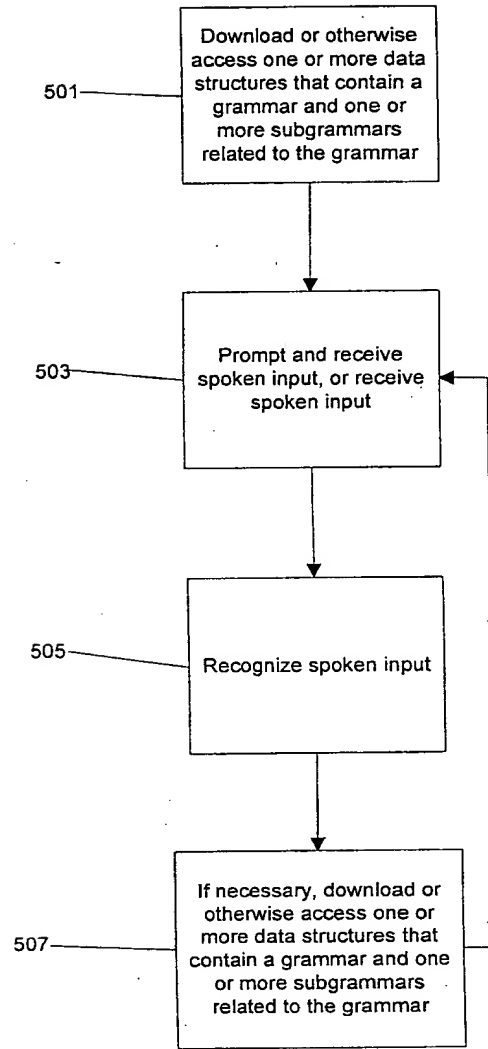 Download or otherwise
access one or more data
structures that contain a
grammar and one or
more subgrammars
related to the grammar
501
Prompt and receive
spoken input, or receive
spoken input
503
Recognize spoken input
505
If necessary, download or
otherwise access one or
more data structures that
contain a grammar and one
or more subgrammars
related to the grammar
507